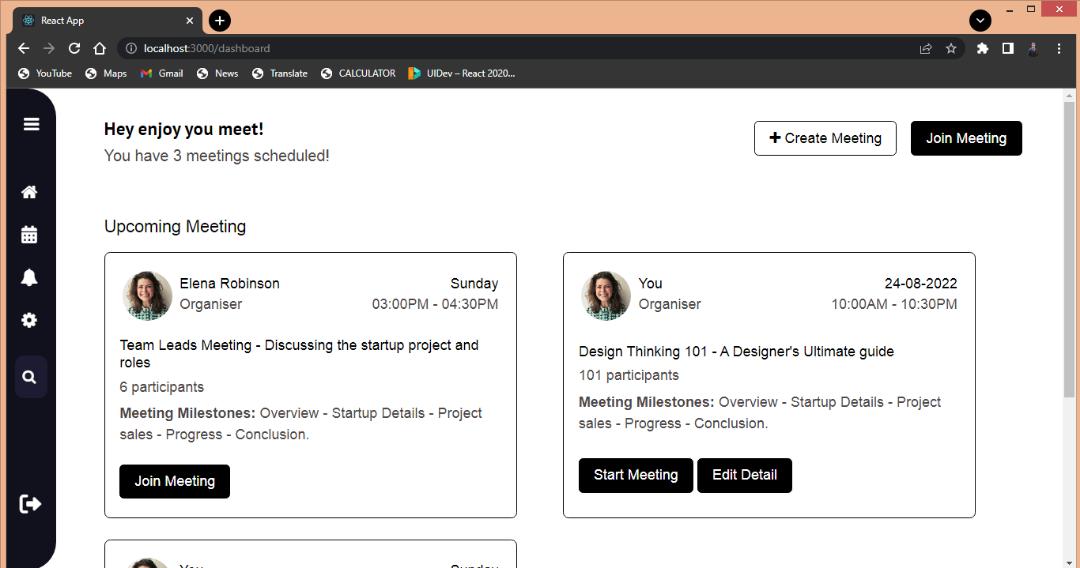 React App
localhost:3000/dashboard
YouTube Maps Gmail News Translate CALCULATOR UIDev – React 2020...
Hey enjoy you meet!
You have 3 meetings scheduled!
+ Create Meeting
Join Meeting
Upcoming Meeting
Elena Robinson
Organiser
Sunday
03:00PM - 04:30PM
Team Leads Meeting - Discussing the startup project and
roles
6 participants
Meeting Milestones: Overview - Startup Details - Project
sales - Progress - Conclusion.
Join Meeting
You
Organiser
24-08-2022
10:00AM - 10:30PM
Design Thinking 101 - A Designer's Ultimate guide
101 participants
Meeting Milestones: Overview - Startup Details - Project
sales - Progress - Conclusion.
Start Meeting
Edit Detail
You
Sunday